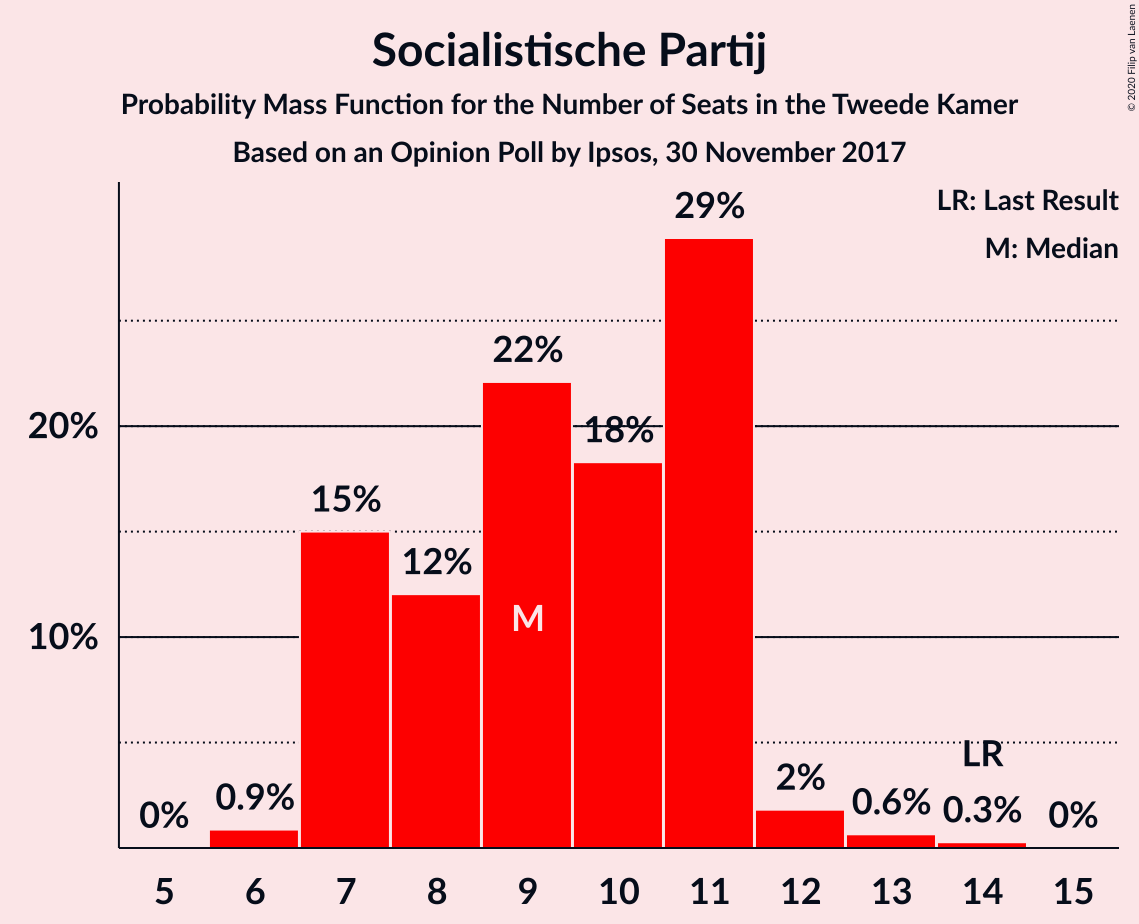 Socialistische Partij
Probability Mass Function for the Number of Seats in the Tweede Kamer
Based on an Opinion Poll by Ipsos, 30 November 2017
© 2020 Filip van Laenen
LR: Last Result
M: Median
20%
10%
0%
0.9%
15%
12%
22%
18%
29%
2%
0.6%
0.3%
0%
M
LR
5 6 7 8 9 10 11 12 13 14 15